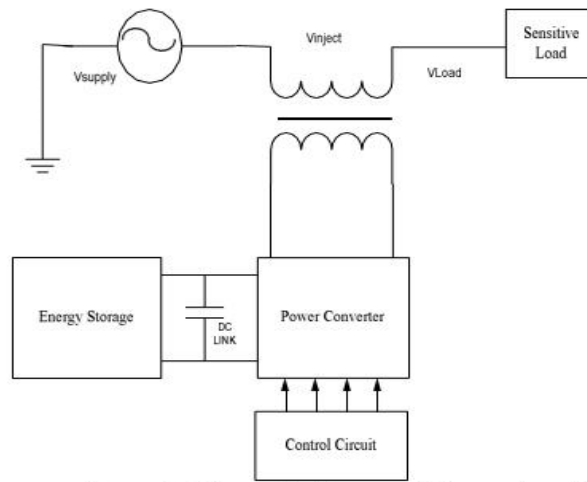 Vsupply
Vinject
VLoad
Sensitive
Load
Energy Storage
DC
LINK
Power Converter
Control Circuit